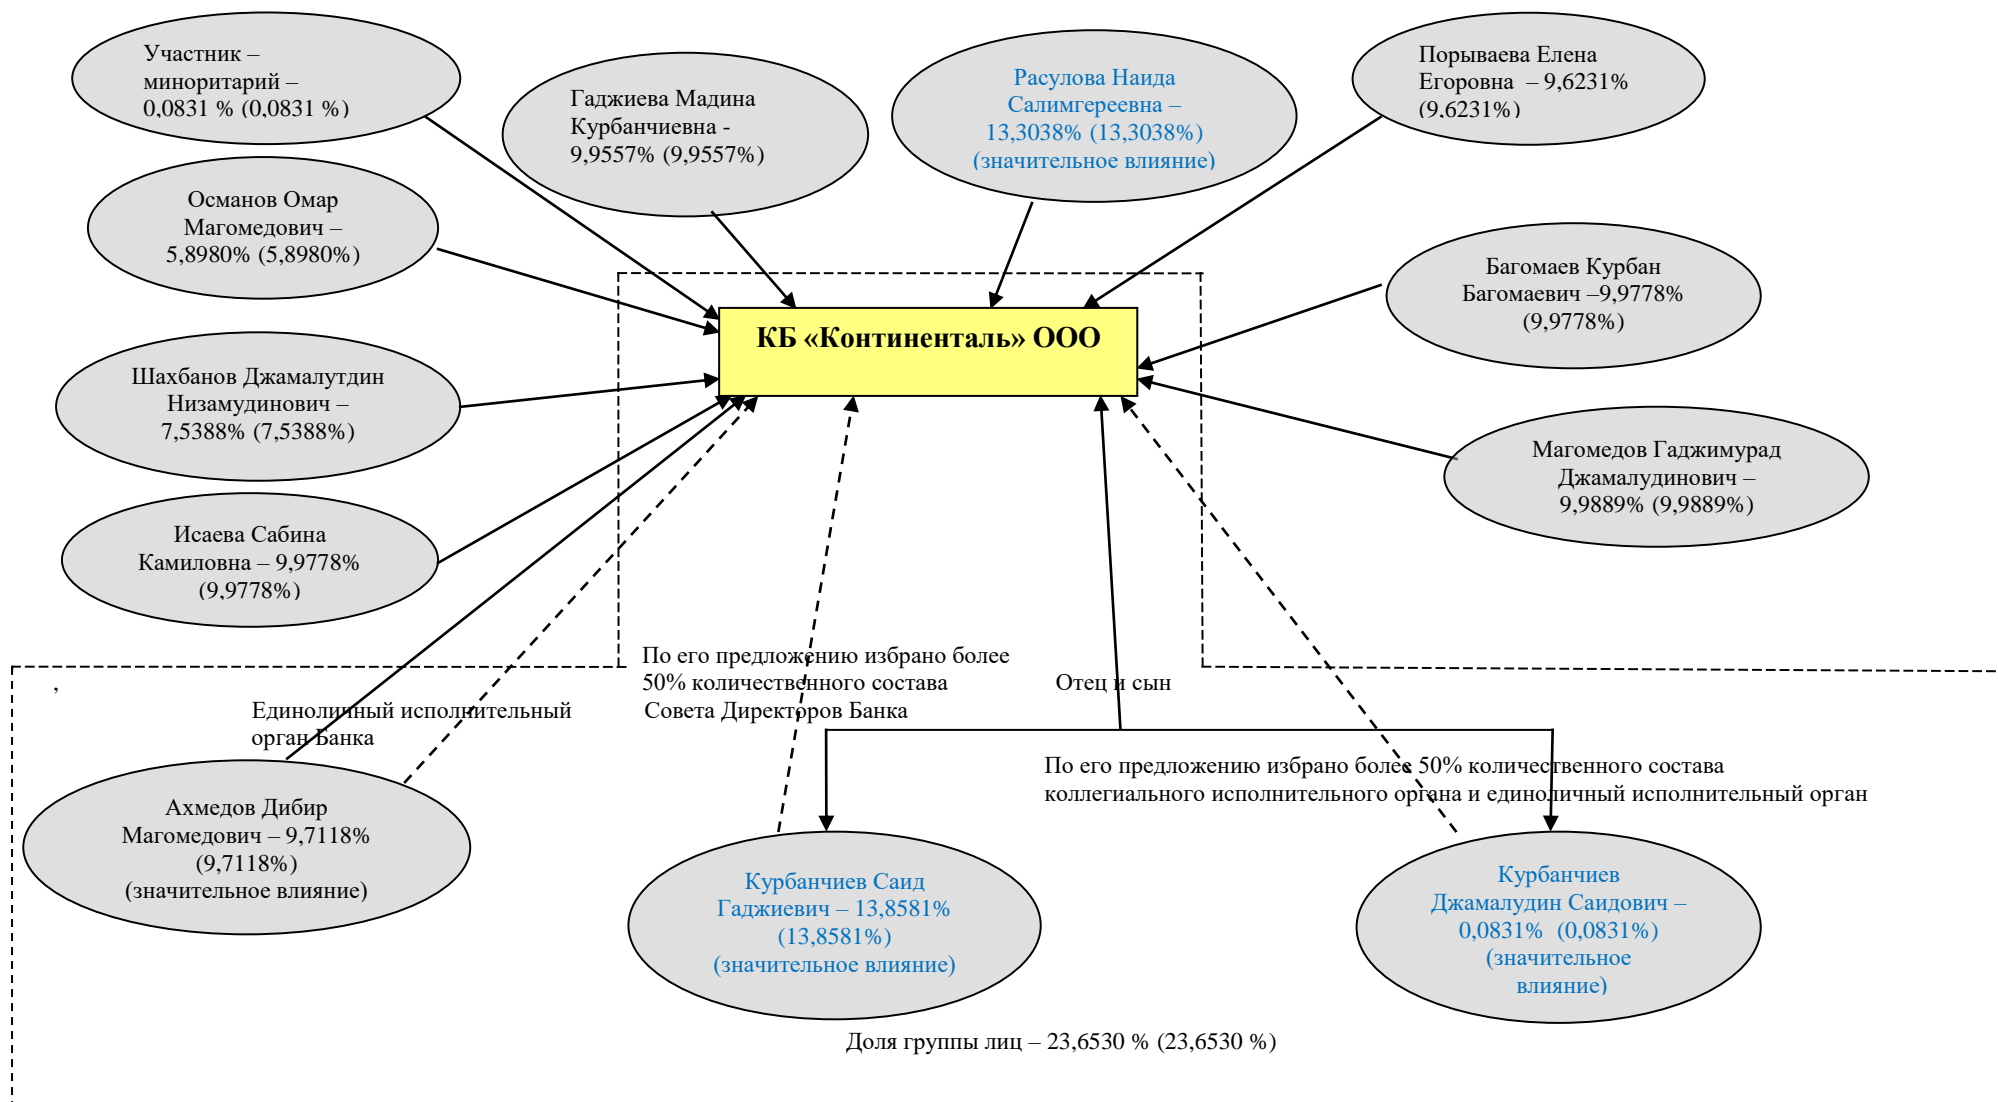 Участник –
миноритарий –
0,0831 % (0,0831 %)
Гаджиева Мадина
Курбанчиевна -
9,9557% (9,9557%)
Расулова Наида
Салимгереевна –
13,3038% (13,3038%)
(значительное влияние)
Порываева Елена
Егоровна – 9,6231%
(9,6231%)
Османов Омар
Магомедович –
5,8980% (5,8980%)
Багомаев Курбан
Багомаевич –9,9778%
(9,9778%)
КБ «Континенталь» ООО
Шахбанов Джамалутдин
Низамудинович –
7,5388% (7,5388%)
Магомедов Гаджимурад
Джамалудинович –
9,9889% (9,9889%)
Исаева Сабина
Камиловна – 9,9778%
(9,9778%)
,
Единоличный исполнительный
орган Банка
По его предложению избрано более
50% количественного состава
Совета Директоров Банка
Отец и сын
По его предложению избрано более 50% количественного состава
коллегиального исполнительного органа и единоличный исполнительный орган
Ахмедов Дибир
Магомедович – 9,7118%
(9,7118%)
(значительное влияние)
Курбанчиев Саид
Гаджиевич – 13,8581%
(13,8581%)
(значительное влияние)
Курбанчиев
Джамалудин Саидович –
0,0831% (0,0831%)
(значительное
влияние)
Доля группы лиц – 23,6530 % (23,6530 %)